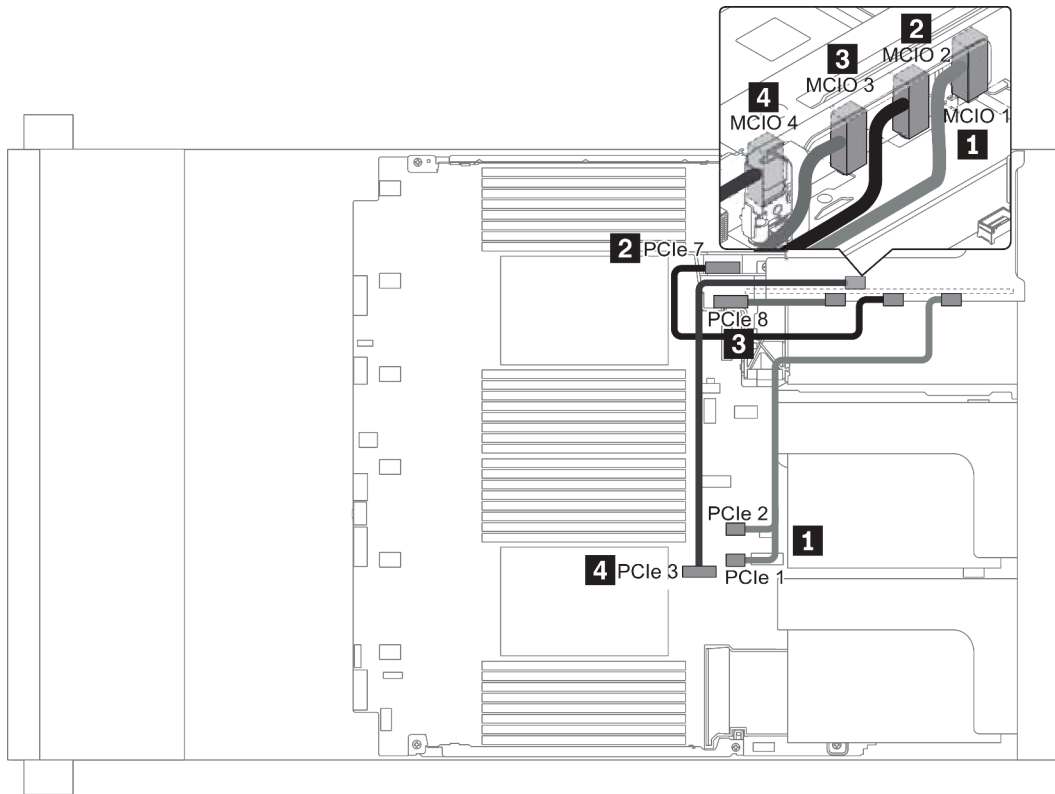 2
MCIO 2
3
MCIO 3
4
MCIO 4
MCIO 1
1
2 PCIe 7
PCIe 8
3
PCIe 2
1
4 PCIe 3
PCIe 1